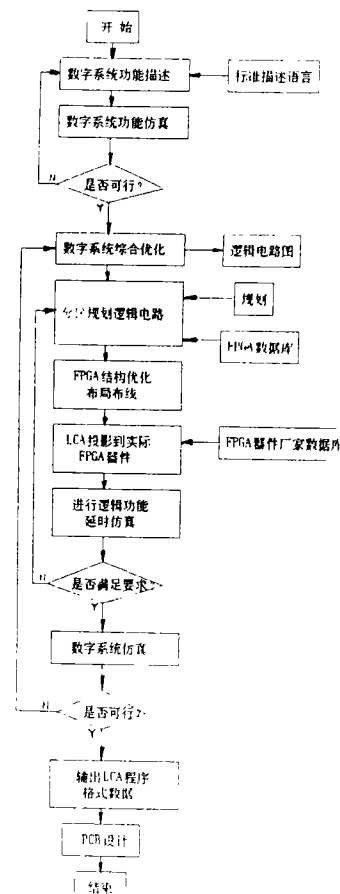 开始
数字系统功能描述
标准描述语言
数字系统功能仿真
是否可行?
N
Y
数字系统综合优化
逻辑电路图
规划
分区规划逻辑电路
FPGA数据库
FPGA结构优化
布局布线
LCA投影到实际
FPGA器件
FPGA器件厂家数据库
进行逻辑功能
延时仿真
N
是否满足要求?
Y
数字系统仿真
N
是否可行?
Y
输出LCA程序
格式数据
PCB设计
结束